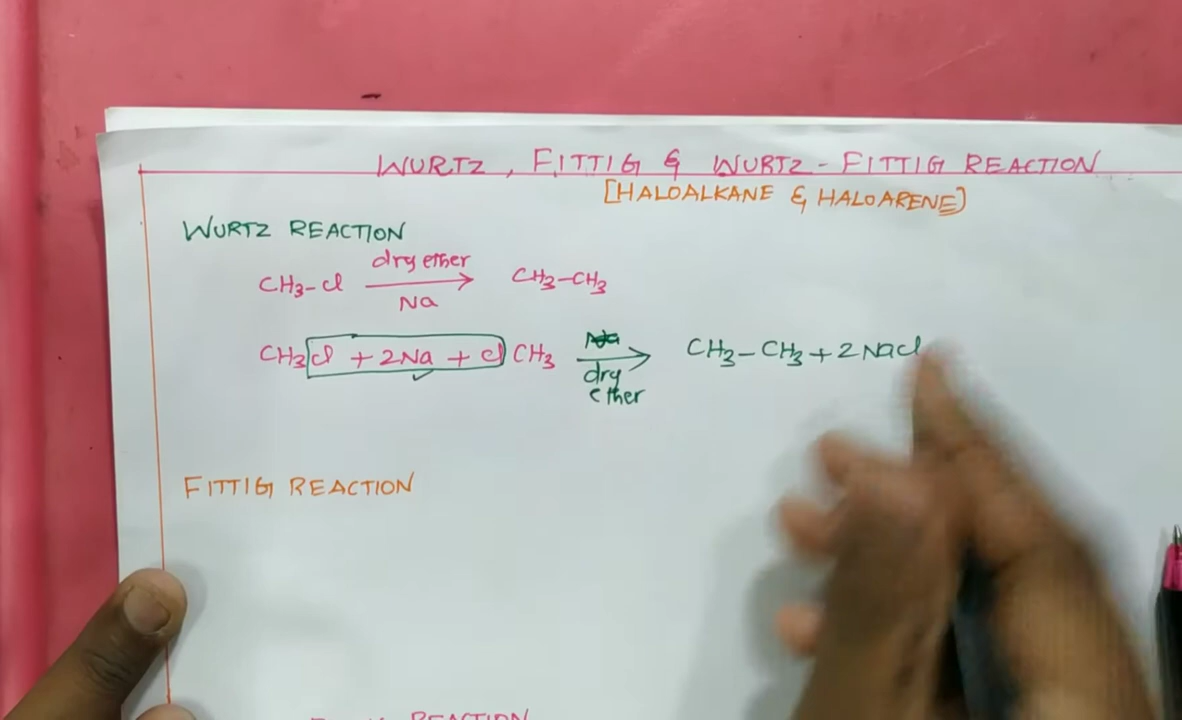 WURTZ, FITTIG & WURTZ-FITTIG REACTION
[HALOALKANE & HALOARENE]
WURTZ REACTION
CH3-Cl dry ether → Na CH3-CH3
CH3Cl + 2Na + Cl CH3 → dry ether CH3-CH3 + 2NaCl
FITTIG REACTION
REACTION